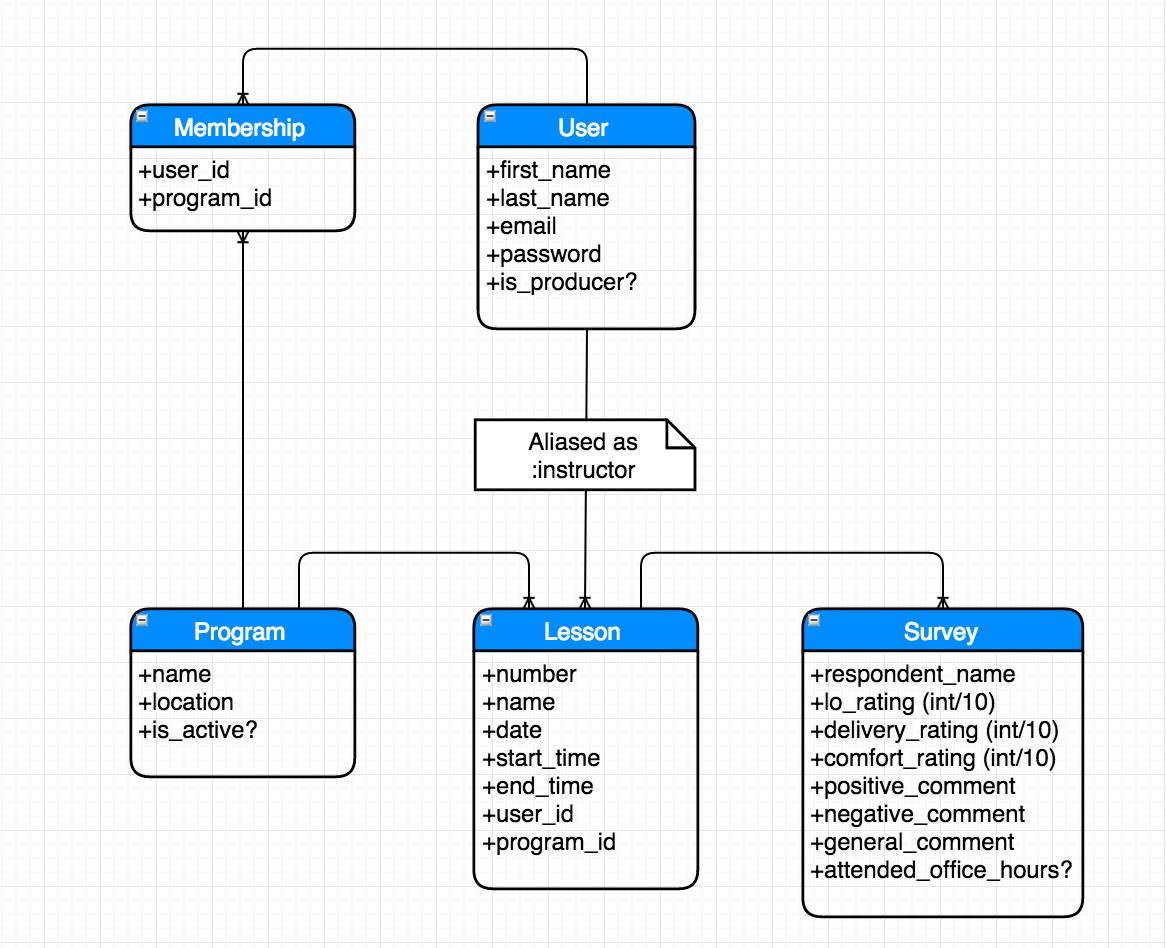 Membership
+user_id
+program_id
User
+first_name
+last_name
+email
+password
+is_producer?
Aliased as
:instructor
Program
+name
+location
+is_active?
Lesson
+number
+name
+date
+start_time
+end_time
+user_id
+program_id
Survey
+respondent_name
+lo_rating (int/10)
+delivery_rating (int/10)
+comfort_rating (int/10)
+positive_comment
+negative_comment
+general_comment
+attended_office_hours?